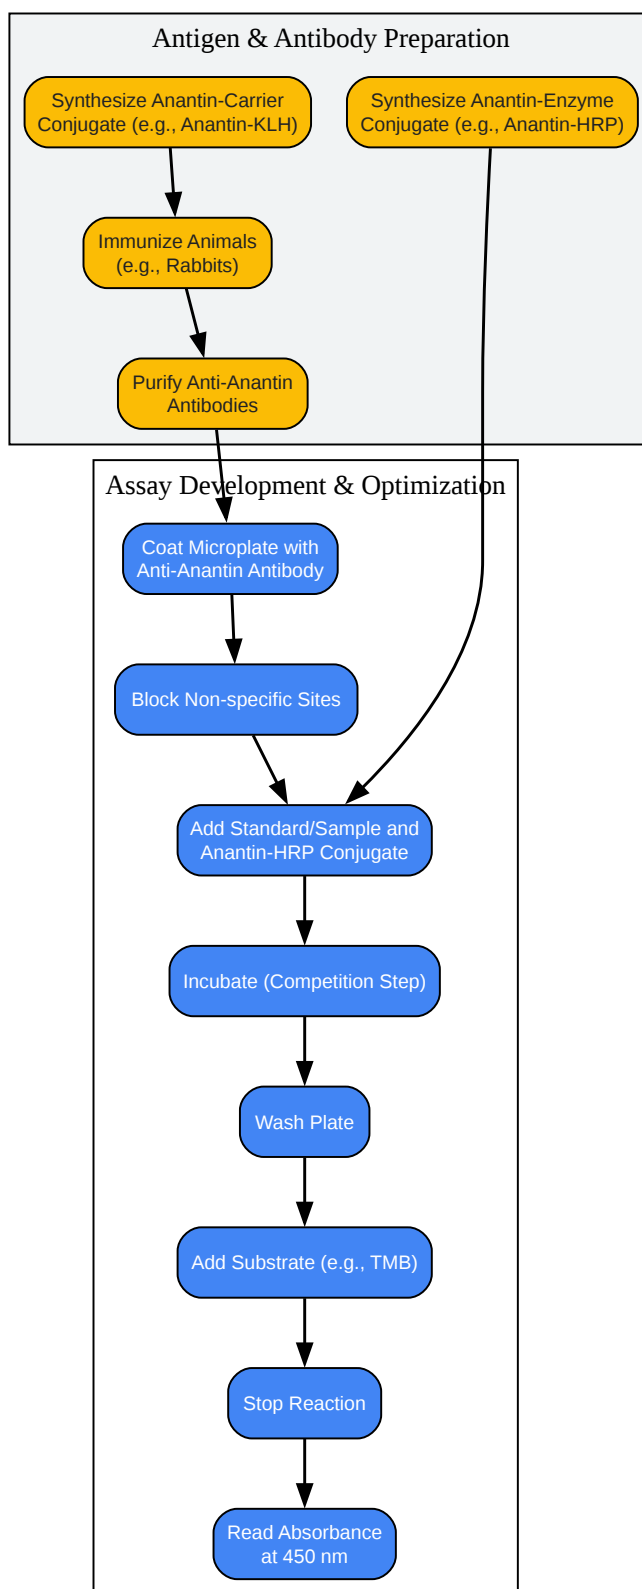 Antigen & Antibody Preparation
Synthesize Anantin-Carrier
Conjugate (e.g., Anantin-KLH)
Synthesize Anantin-Enzyme
Conjugate (e.g., Anantin-HRP)
Immunize Animals
(e.g., Rabbits)
Purify Anti-Anantin
Antibodies
Assay Development & Optimization
Coat Microplate with
Anti-Anantin Antibody
Block Non-specific Sites
Add Standard/Sample and
Anantin-HRP Conjugate
Incubate (Competition Step)
Wash Plate
Add Substrate (e.g., TMB)
Stop Reaction
Read Absorbance
at 450 nm